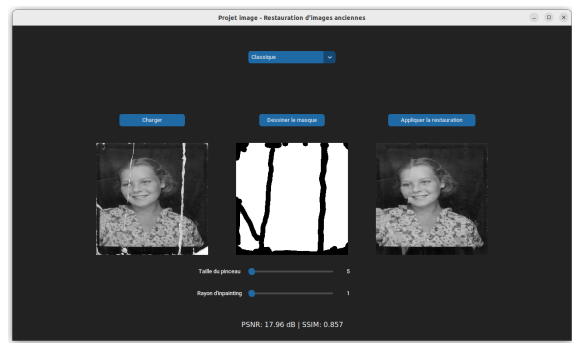 Projet image - Restauration d'images anciennes
Classique
Charger
Dessiner le masque
Appliquer la restauration
Taille du pinceau 5
Rayon d'inpainting 1
PSNR: 17.96 dB | SSIM: 0.857